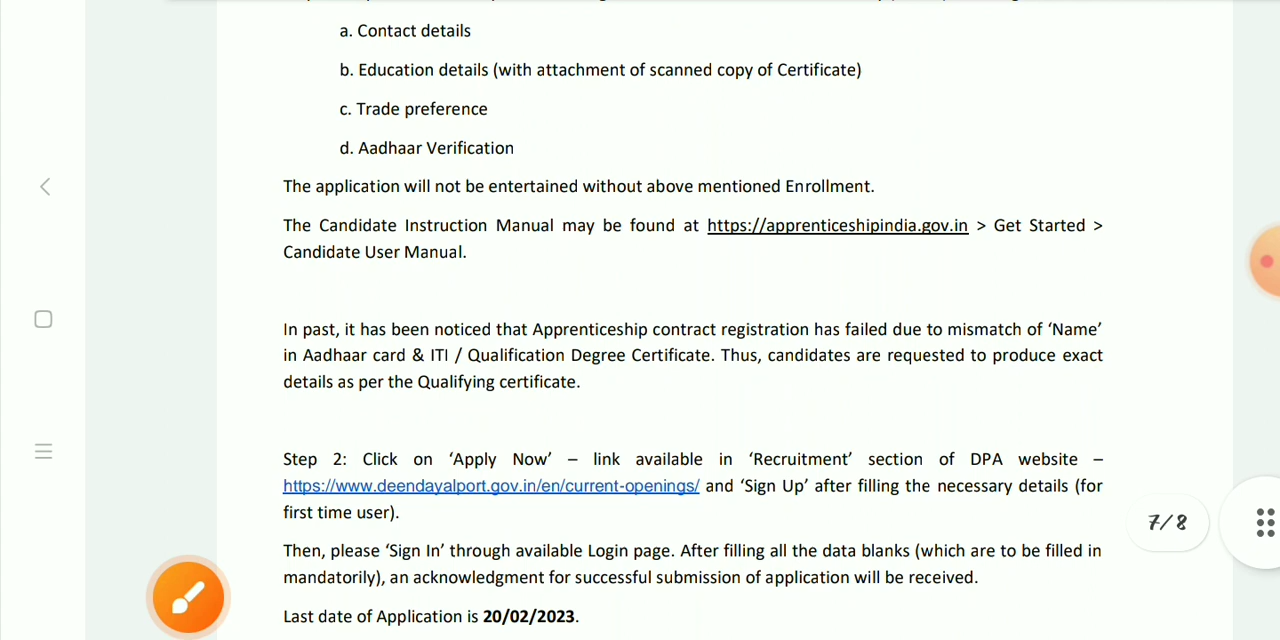 a. Contact details
b. Education details (with attachment of scanned copy of Certificate)
c. Trade preference
d. Aadhaar Verification
The application will not be entertained without above mentioned Enrollment.
The Candidate Instruction Manual may be found at https://apprenticeshipindia.gov.in > Get Started >
Candidate User Manual.
In past, it has been noticed that Apprenticeship contract registration has failed due to mismatch of ‘Name’
in Aadhaar card & ITI / Qualification Degree Certificate. Thus, candidates are requested to produce exact
details as per the Qualifying certificate.
Step 2: Click on ‘Apply Now’ – link available in ‘Recruitment’ section of DPA website –
https://www.deendayalport.gov.in/en/current-openings/ and ‘Sign Up’ after filling the necessary details (for
first time user).
7/8
Then, please ‘Sign In’ through available Login page. After filling all the data blanks (which are to be filled in
mandatorily), an acknowledgment for successful submission of application will be received.
Last date of Application is 20/02/2023.